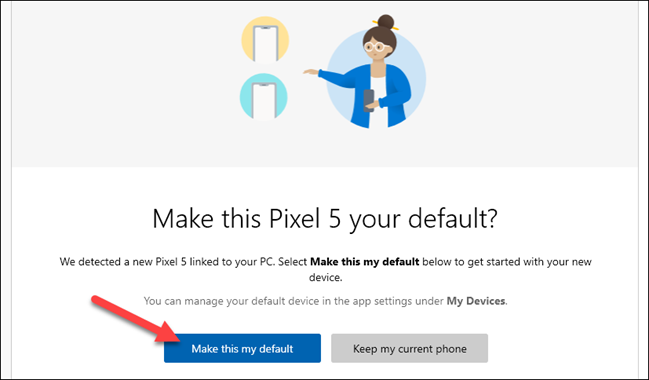 Make this Pixel 5 your default?
We detected a new Pixel 5 linked to your PC. Select Make this my default below to get started with your new
device.
You can manage your default device in the app settings under My Devices.
Make this my default
Keep my current phone